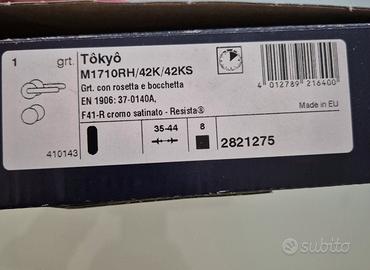 1 grt. Tôkyô
M1710RH/42K/42KS
Grt. con rosetta e bocchetta
EN 1906: 37-0140A,
F41-R cromo satinato - Resista®
4 012789 216400
Made in EU
410143
35-44
8
2821275
subito